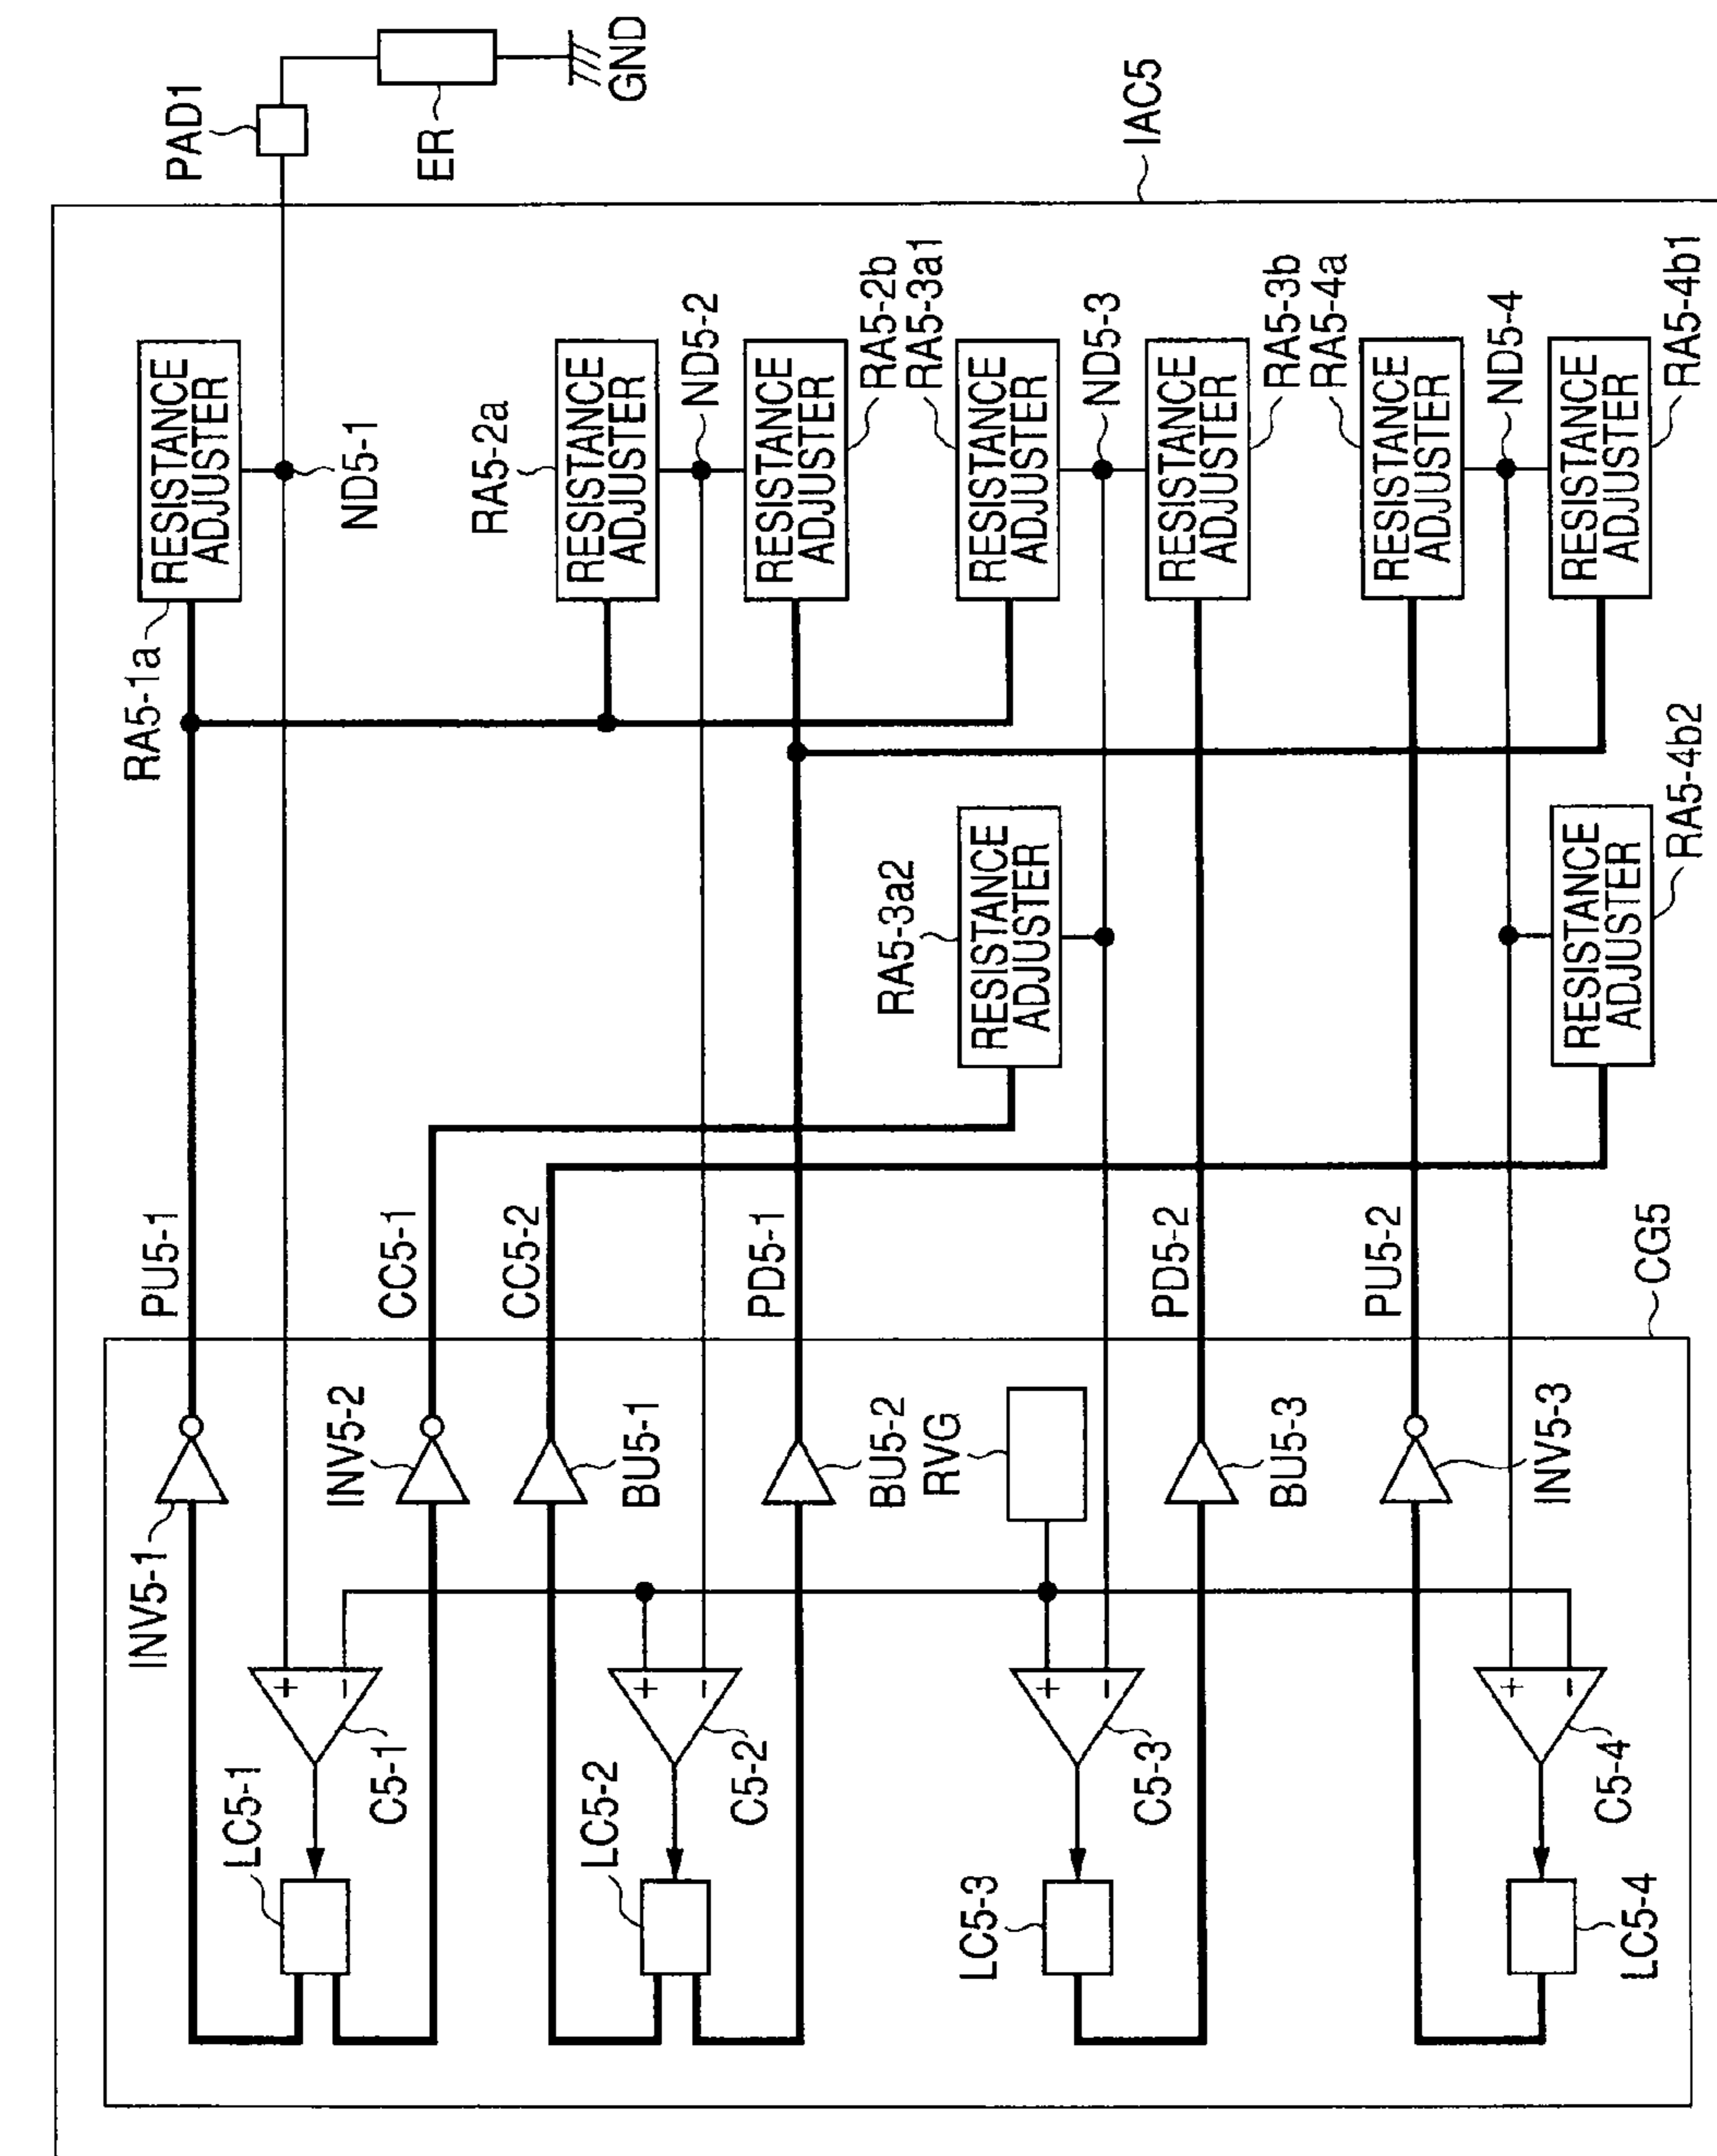 PAD1
ER
GND
IAC5
RESISTANCE
ADJUSTER
RA5-1a
ND5-1
RESISTANCE
ADJUSTER
RA5-2a
ND5-2
RESISTANCE
ADJUSTER
RA5-2b
RA5-3a1
RESISTANCE
ADJUSTER
ND5-3
RESISTANCE
ADJUSTER
RA5-3b
RA5-4a
RESISTANCE
ADJUSTER
ND5-4
RESISTANCE
ADJUSTER
RA5-4b1
RA5-3a2
RESISTANCE
ADJUSTER
RESISTANCE
ADJUSTER
RA5-4b2
PU5-1
CC5-1
CC5-2
PD5-1
PD5-2
PU5-2
CG5
INV5-1
INV5-2
BU5-1
BU5-2
RVG
BU5-3
INV5-3
+
-
C5-1
+
-
C5-2
+
-
C5-3
+
-
C5-4
LC5-1
LC5-2
LC5-3
LC5-4